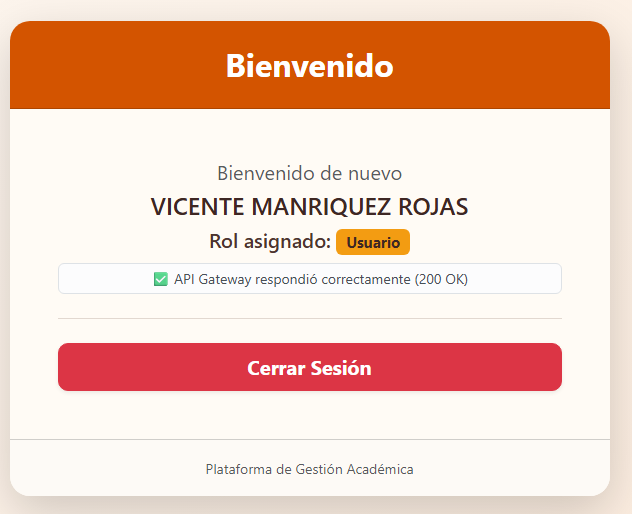 Bienvenido
Bienvenido de nuevo
VICENTE MANRIQUEZ ROJAS
Rol asignado: Usuario
✅ API Gateway respondió correctamente (200 OK)
Cerrar Sesión
Plataforma de Gestión Académica